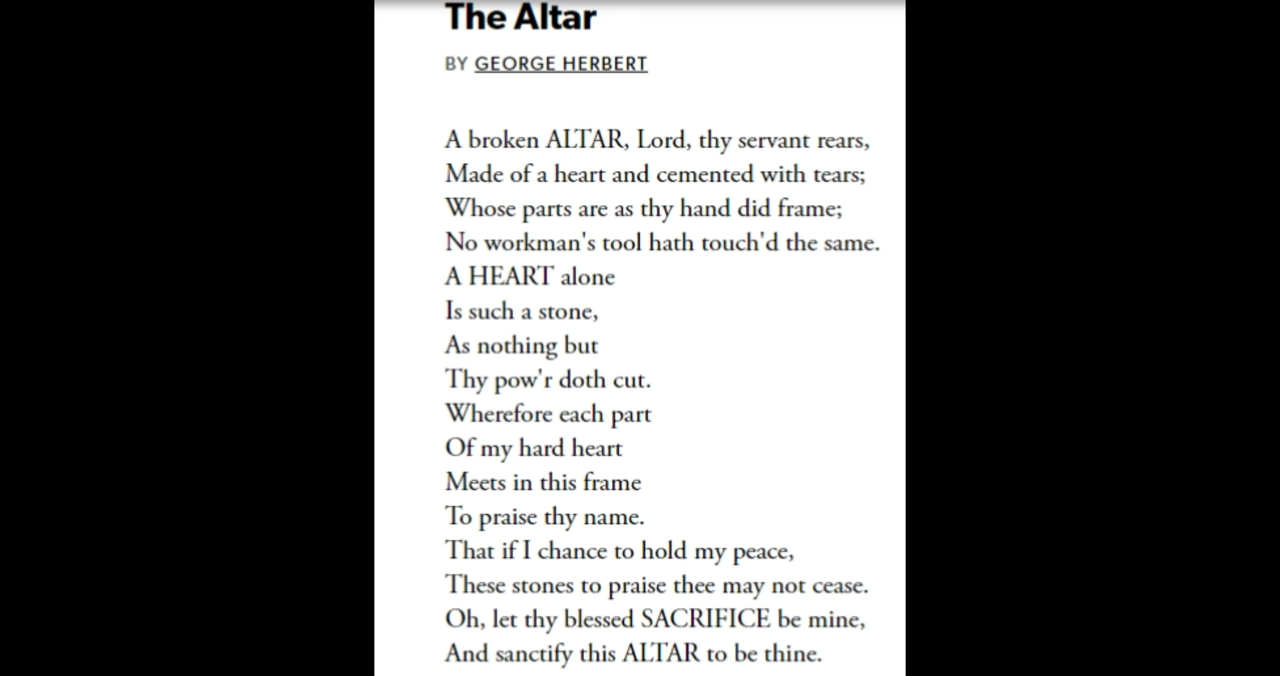 The Altar
BY GEORGE HERBERT
A broken ALTAR, Lord, thy servant rears,
Made of a heart and cemented with tears;
Whose parts are as thy hand did frame;
No workman's tool hath touch'd the same.
A HEART alone
Is such a stone,
As nothing but
Thy pow'r doth cut.
Wherefore each part
Of my hard heart
Meets in this frame
To praise thy name.
That if I chance to hold my peace,
These stones to praise thee may not cease.
Oh, let thy blessed SACRIFICE be mine,
And sanctify this ALTAR to be thine.